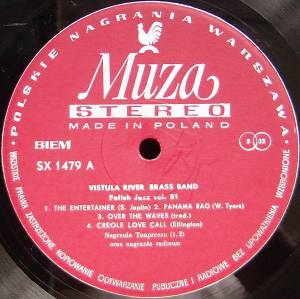 POLSKIE NAGRANIA WARSZAWA
Muza
STEREO
MADE IN POLAND
BIEM
SX 1479 A
33
VISTULA RIVER BRASS BAND
Polish Jazz vol. 51
1. THE ENTERTAINER (S. Joplin) 2. PANAMA RAG (W. Tyers)
3. OVER THE WAVES (trad.)
4. CREOLE LOVE CALL (Ellington)
Nagrania Tonpressu (1, 2)
oraz nagrania radiowe
WSZELKIE PRAWA ZASTRZEŻONE KOPIOWANIE ODTWARZANIE PUBLICZNE I RADIOWE BEZ UPOWAŻNIENIA WZBRONIONE